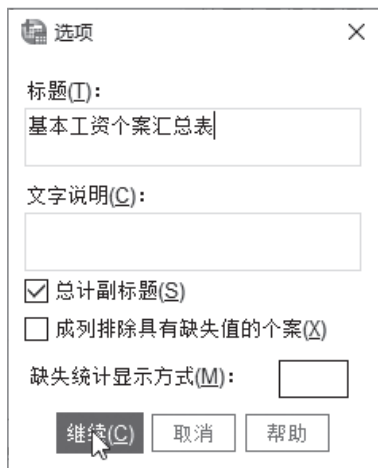 选项
标题(T):
基本工资个案汇总表
文字说明(C):
总计副标题(S)
成列排除具有缺失值的个案(X)
缺失统计显示方式(M):
继续(C) 取消 帮助